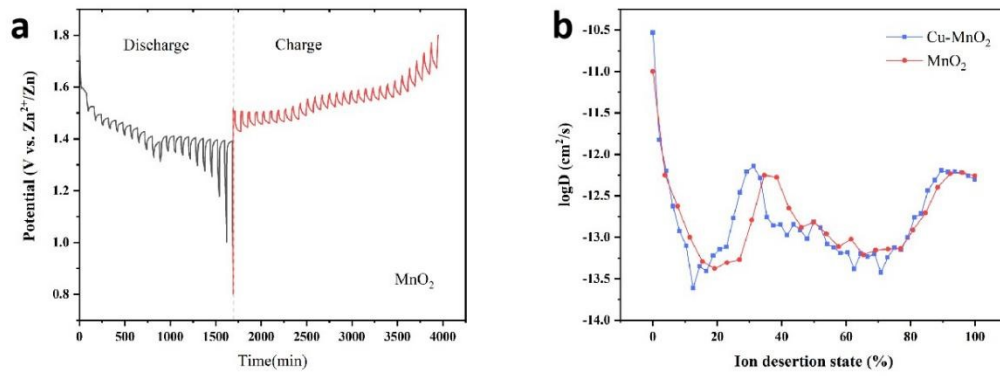 a
Discharge
Charge
MnO2
Potential (V vs. Zn2+/Zn)
1.8
1.6
1.4
1.2
1.0
0.8
0
500
1000
1500
2000
2500
3000
3500
4000
Time(min)
b
Cu-MnO2
MnO2
logD (cm2/s)
-10.5
-11.0
-11.5
-12.0
-12.5
-13.0
-13.5
-14.0
0
20
40
60
80
100
Ion desertion state (%)